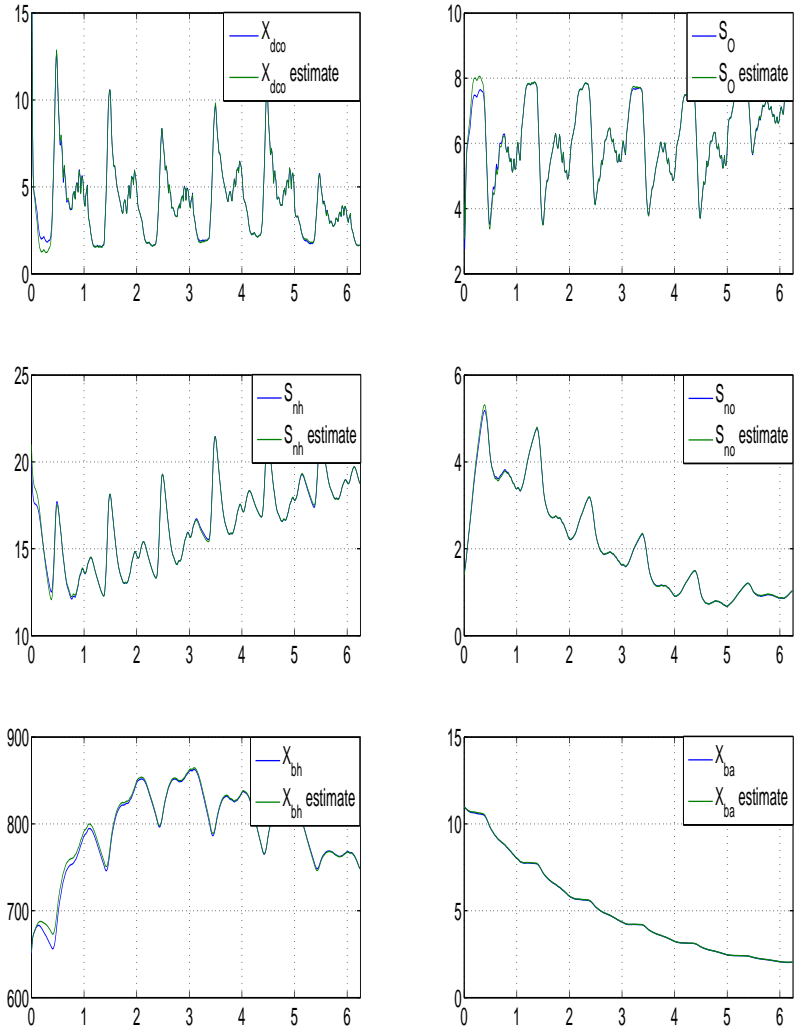 15
10
5
0
0 1 2 3 4 5 6
X_dco
X_dco estimate
10
8
6
4
2
0 1 2 3 4 5 6
S_O
S_O estimate
25
20
15
10
0 1 2 3 4 5 6
S_nh
S_nh estimate
6
4
2
0
0 1 2 3 4 5 6
S_no
S_no estimate
900
800
700
600
0 1 2 3 4 5 6
X_bh
X_bh estimate
15
10
5
0
0 1 2 3 4 5 6
X_ba
X_ba estimate